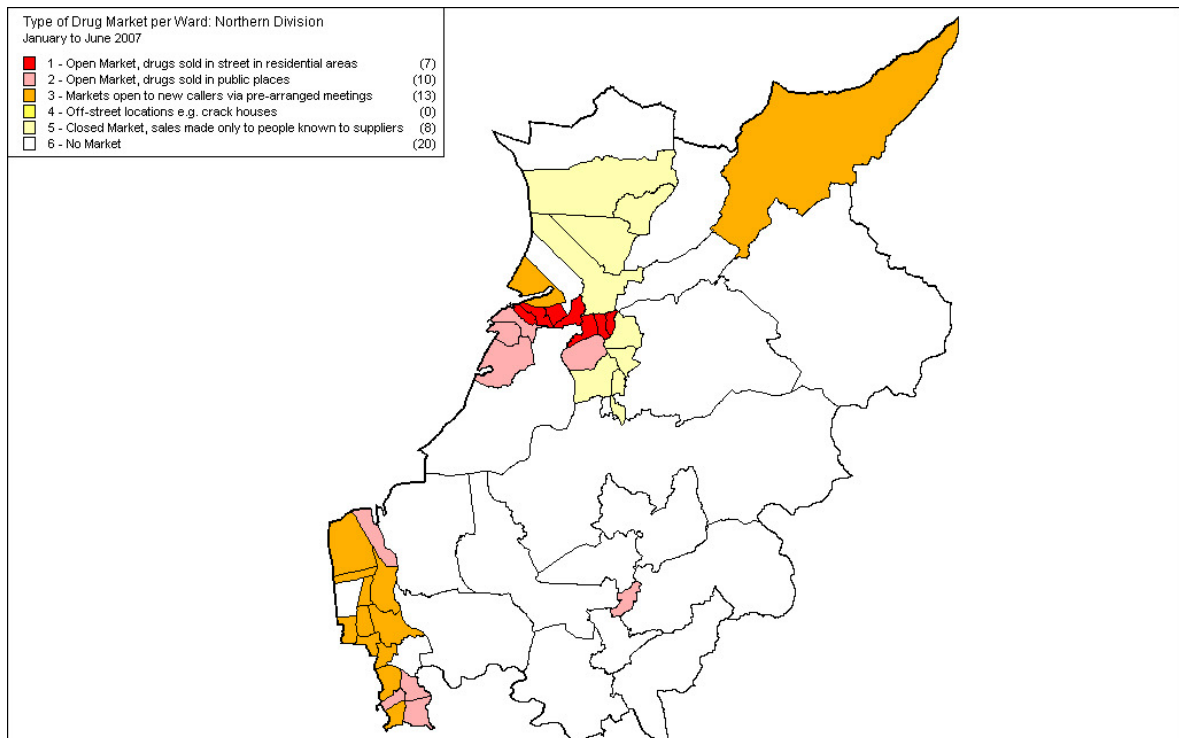 Type of Drug Market per Ward: Northern Division
January to June 2007
1 - Open Market, drugs sold in street in residential areas (7)
2 - Open Market, drugs sold in public places (10)
3 - Markets open to new callers via pre-arranged meetings (13)
4 - Off-street locations e.g. crack houses (0)
5 - Closed Market, sales made only to people known to suppliers (8)
6 - No Market (20)